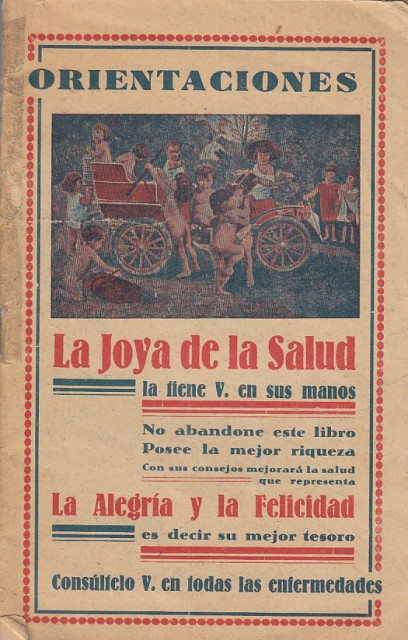 ORIENTACIONES
La Joya de la Salud
la tiene V. en sus manos
No abandone este libro
Posee la mejor riqueza
Con sus consejos mejorará la salud
que representa
La Alegría y la Felicidad
es decir su mejor tesoro
Consúltelo V. en todas las enfermedades